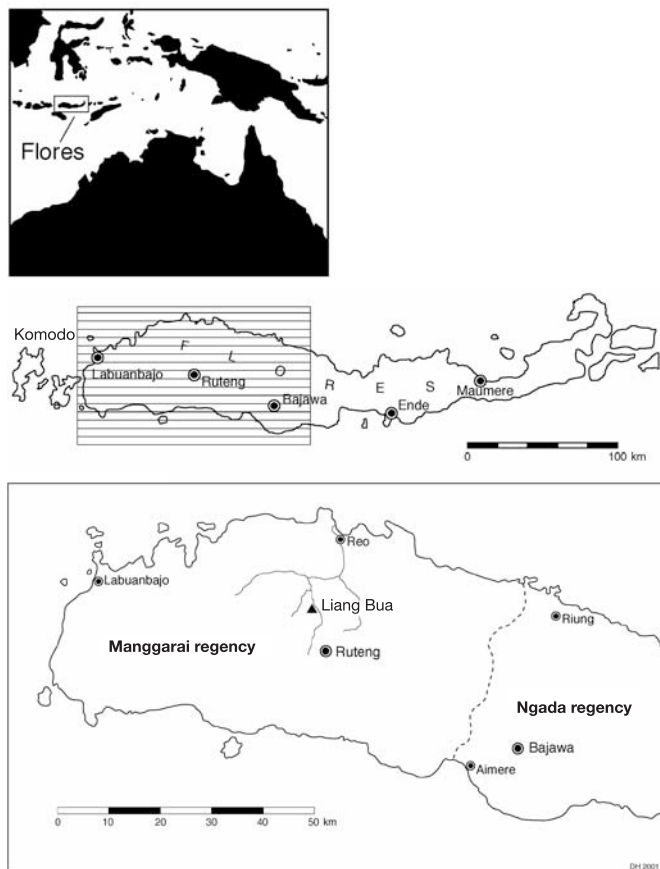 Flores
Komodo
Labuanbajo
F L O R E S
Ruteng
Bajawa
Ende
Maumere
0 100 km
Reo
Labuanbajo
Liang Bua
Riung
Manggarai regency
Ruteng
Ngada regency
Bajawa
Aimere
0 10 20 30 40 50 km
DH 2001